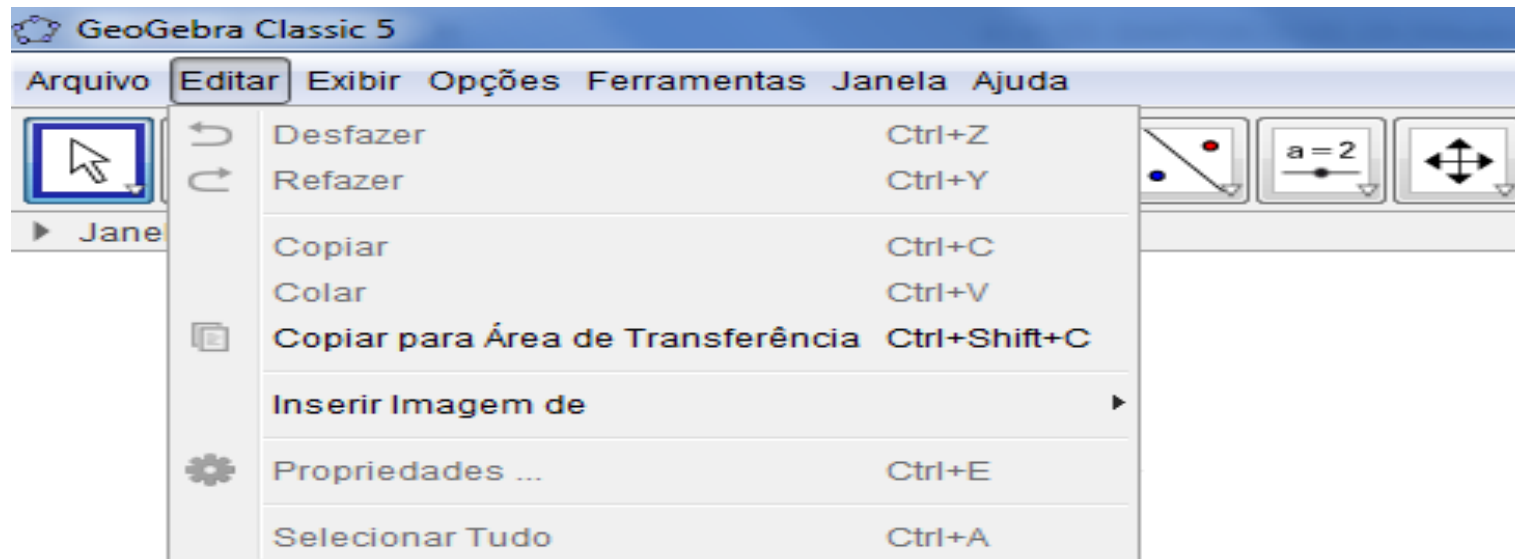 GeoGebra Classic 5
Arquivo Editar Exibir Opções Ferramentas Janela Ajuda
Desfazer Ctrl+Z
a = 2
Refazer Ctrl+Y
Jane
Copiar Ctrl+C
Colar Ctrl+V
Copiar para Área de Transferência Ctrl+Shift+C
Inserir Imagem de
Propriedades ... Ctrl+E
Selecionar Tudo Ctrl+A